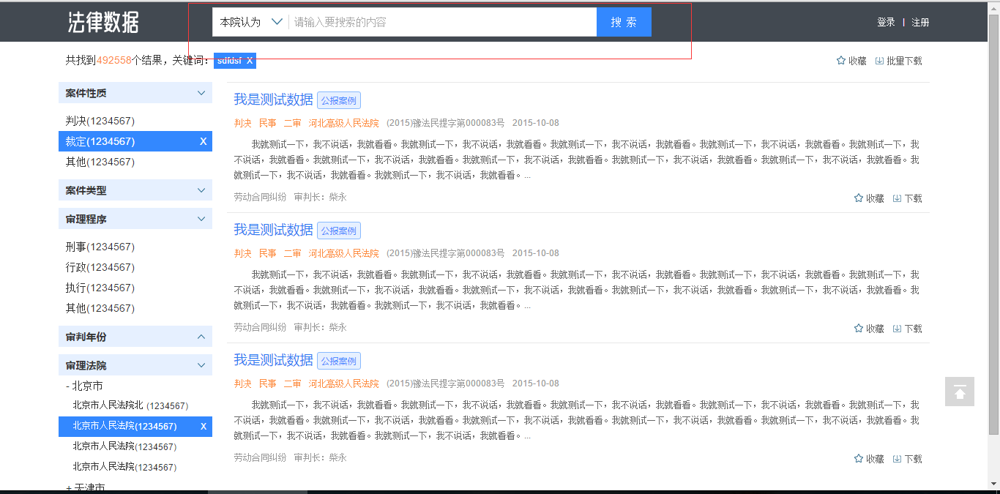 法律数据
本院认为 请输入要搜索的内容 搜 索
登录 | 注册
共找到492558个结果，关键词： sdfdsf X
收藏 批量下载
案件性质
判决(1234567)
裁定(1234567) X
其他(1234567)
案件类型
审理程序
刑事(1234567)
行政(1234567)
执行(1234567)
其他(1234567)
审判年份
审理法院
- 北京市
北京市人民法院北 (1234567)
北京市人民法院(1234567) X
北京市人民法院(1234567)
北京市人民法院(1234567)
+ 天津市
我是测试数据 公报案例
判决 民事 二审 河北高级人民法院 (2015)豫法民提字第000083号 2015-10-08
我就测试一下，我不说话，我就看看。我就测试一下，我不说话，我就看看。我就测试一下，我不说话，我就看看。我就测试一下，我不说话，我就看看。我就测试一下，我
不说话，我就看看。我就测试一下，我不说话，我就看看。我就测试一下，我不说话，我就看看。我就测试一下，我不说话，我就看看。我就测试一下，我不说话，我就看看。我
就测试一下，我不说话，我就看看。我就测试一下，我不说话，我就看看。...
劳动合同纠纷 审判长：柴永
收藏 下载
我是测试数据 公报案例
判决 民事 二审 河北高级人民法院 (2015)豫法民提字第000083号 2015-10-08
我就测试一下，我不说话，我就看看。我就测试一下，我不说话，我就看看。我就测试一下，我不说话，我就看看。我就测试一下，我不说话，我就看看。我就测试一下，我
不说话，我就看看。我就测试一下，我不说话，我就看看。我就测试一下，我不说话，我就看看。我就测试一下，我不说话，我就看看。我就测试一下，我不说话，我就看看。我
就测试一下，我不说话，我就看看。我就测试一下，我不说话，我就看看。...
劳动合同纠纷 审判长：柴永
收藏 下载
我是测试数据 公报案例
判决 民事 二审 河北高级人民法院 (2015)豫法民提字第000083号 2015-10-08
我就测试一下，我不说话，我就看看。我就测试一下，我不说话，我就看看。我就测试一下，我不说话，我就看看。我就测试一下，我不说话，我就看看。我就测试一下，我
不说话，我就看看。我就测试一下，我不说话，我就看看。我就测试一下，我不说话，我就看看。我就测试一下，我不说话，我就看看。我就测试一下，我不说话，我就看看。我
就测试一下，我不说话，我就看看。我就测试一下，我不说话，我就看看。...
劳动合同纠纷 审判长：柴永
收藏 下载